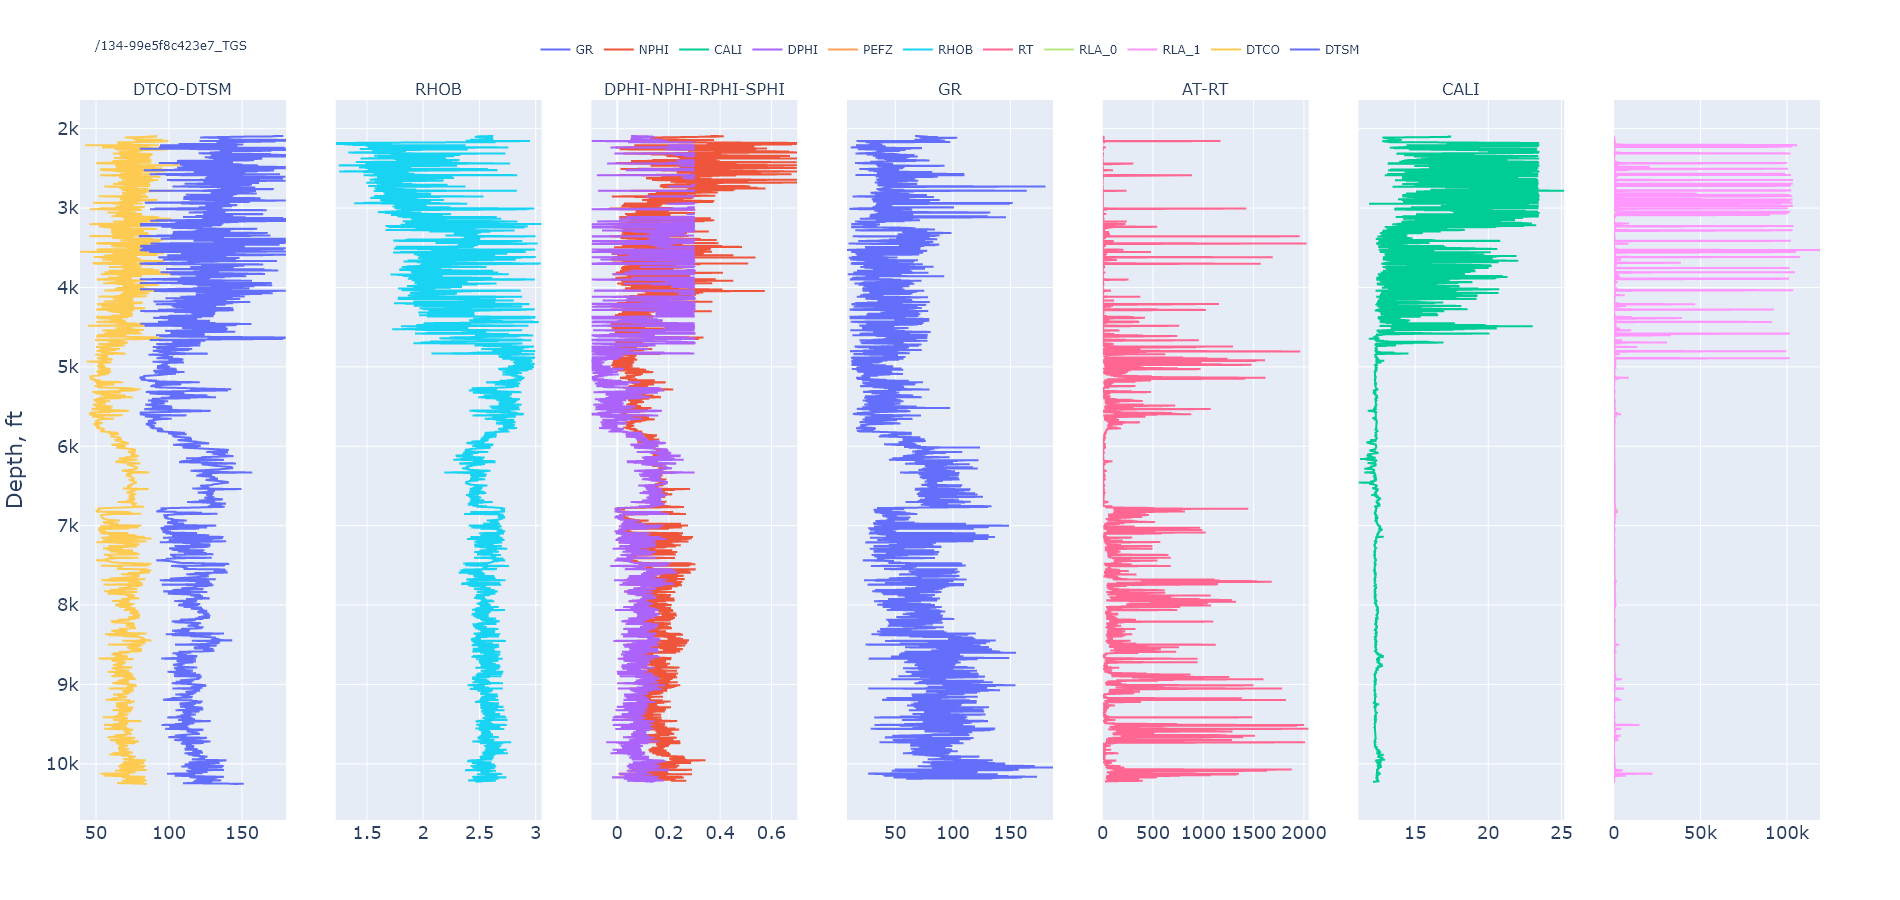 /134-99e5f8c423e7_TGS
GR NPHI CALI DPHI PEFZ RHOB RT RLA_0 RLA_1 DTCO DTSM
DTCO-DTSM RHOB DPHI-NPHI-RPHI-SPHI GR AT-RT CALI
Depth, ft
2k
3k
4k
5k
6k
7k
8k
9k
10k
50 100 150 1.5 2 2.5 3 0 0.2 0.4 0.6 50 100 150 0 500 1000 1500 2000 15 20 25 0 50k 100k